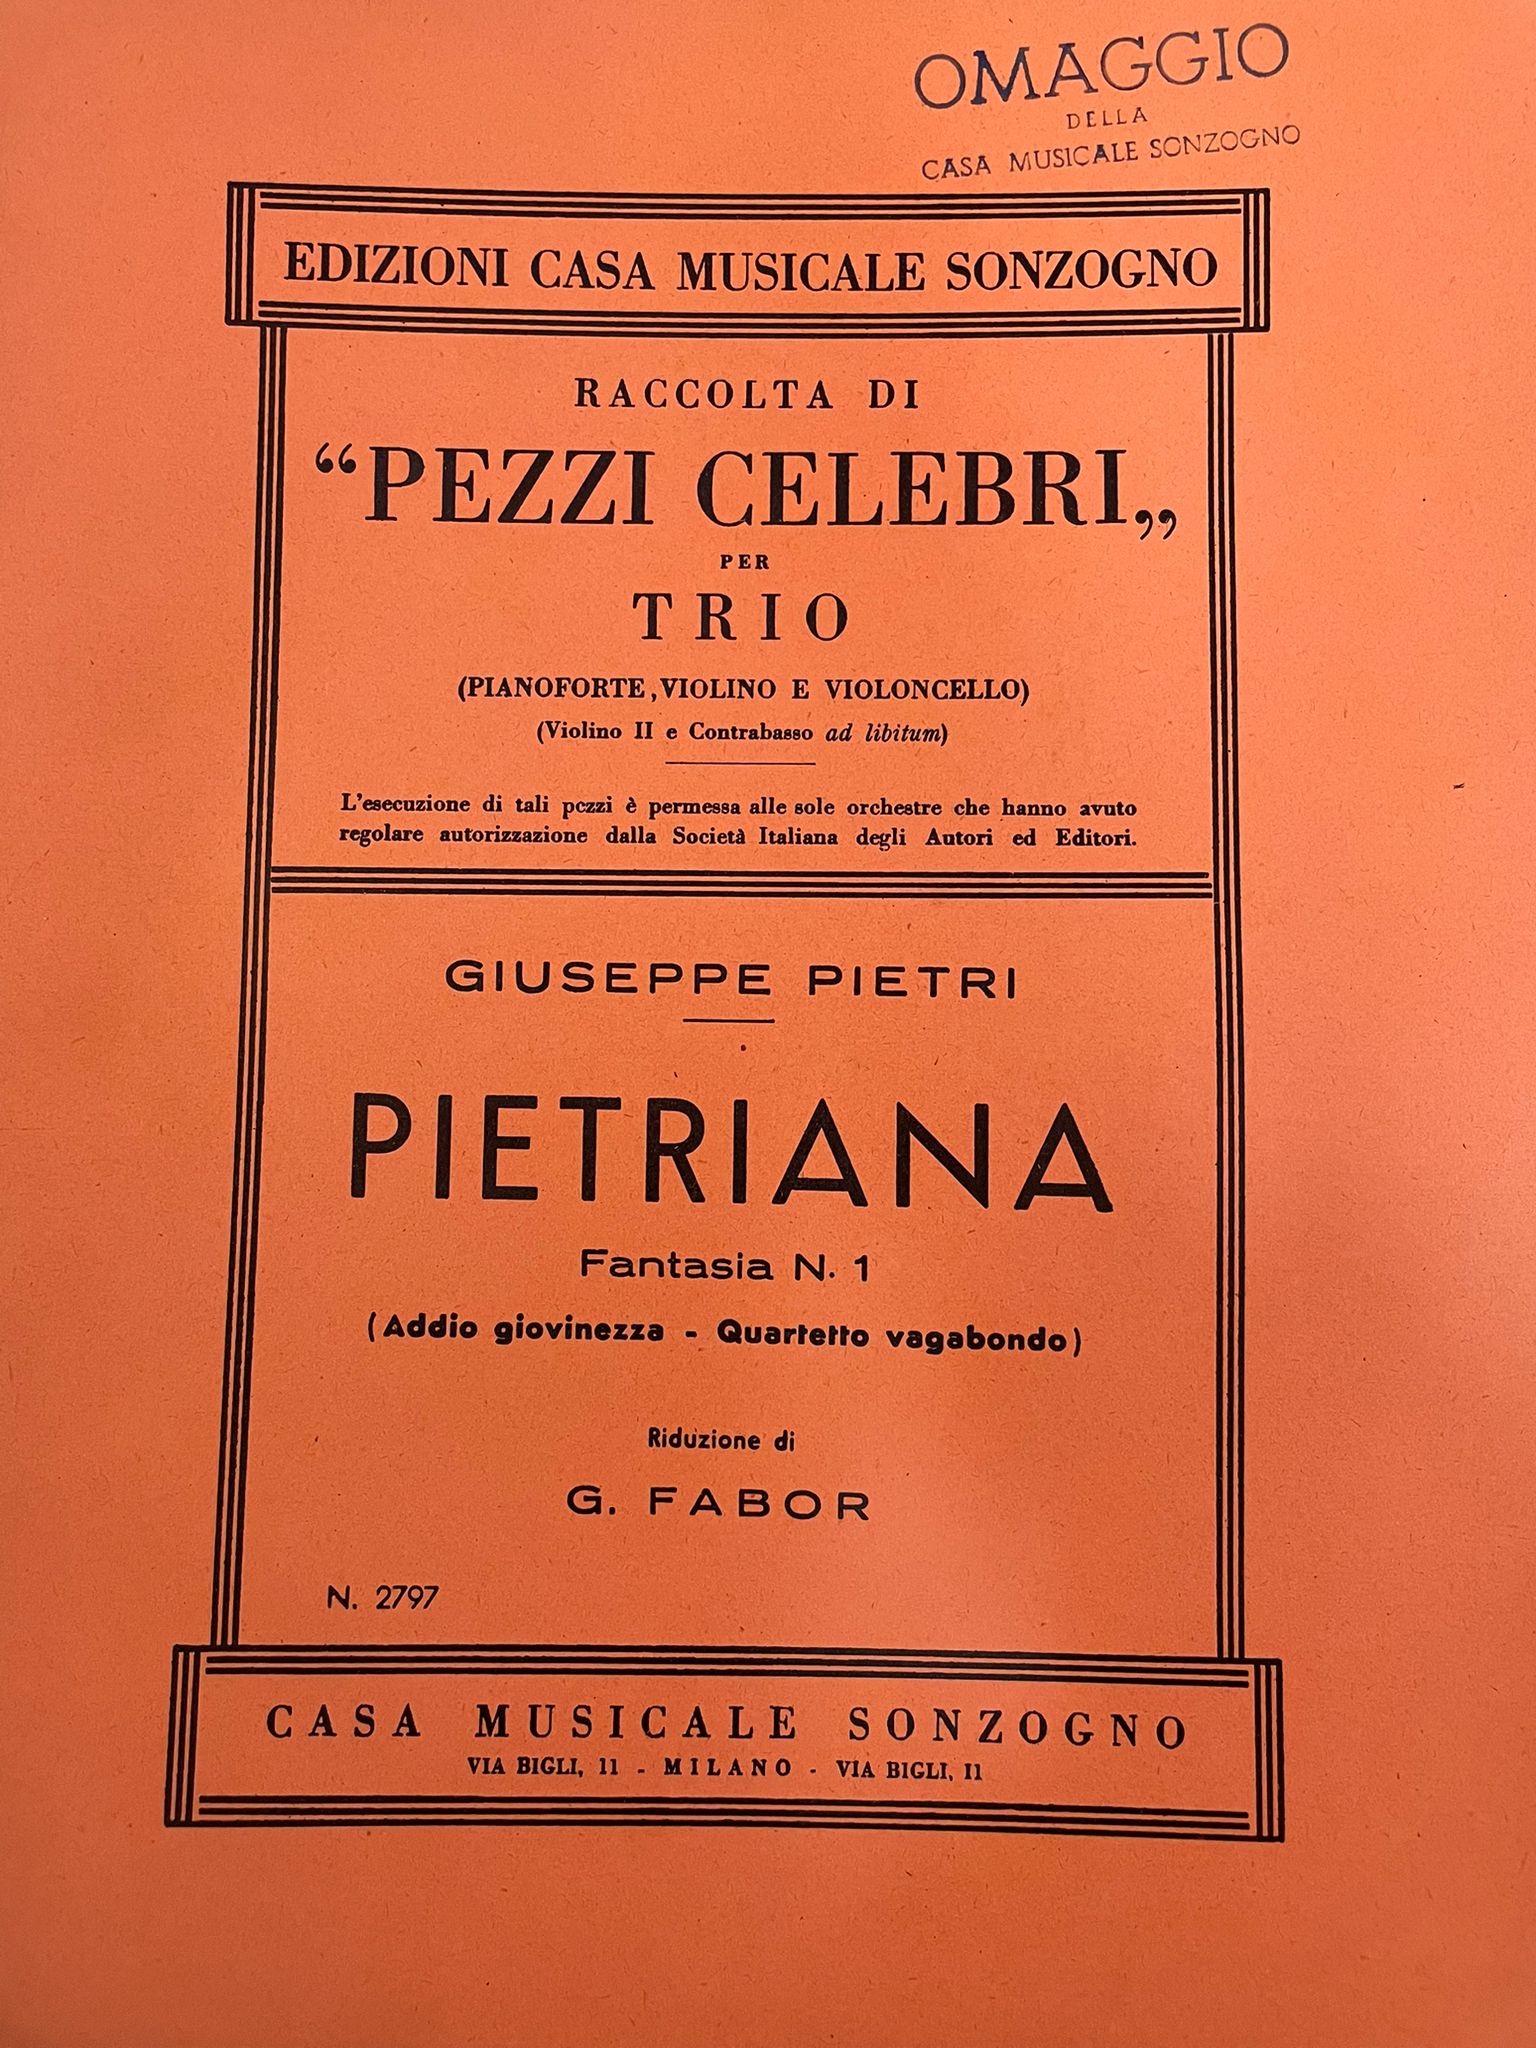 OMAGGIO
DELLA
CASA MUSICALE SONZOGNO
EDIZIONI CASA MUSICALE SONZOGNO
RACCOLTA DI
“PEZZI CELEBRI„
PER
TRIO
(PIANOFORTE, VIOLINO E VIOLONCELLO)
(Violino II e Contrabasso ad libitum)
L'esecuzione di tali pezzi è permessa alle sole orchestre che hanno avuto
regolare autorizzazione dalla Società Italiana degli Autori ed Editori.
GIUSEPPE PIETRI
PIETRIANA
Fantasia N. 1
(Addio giovinezza - Quartetto vagabondo)
Riduzione di
G. FABOR
N. 2797
CASA MUSICALE SONZOGNO
VIA BIGLI, 11 - MILANO - VIA BIGLI, 11